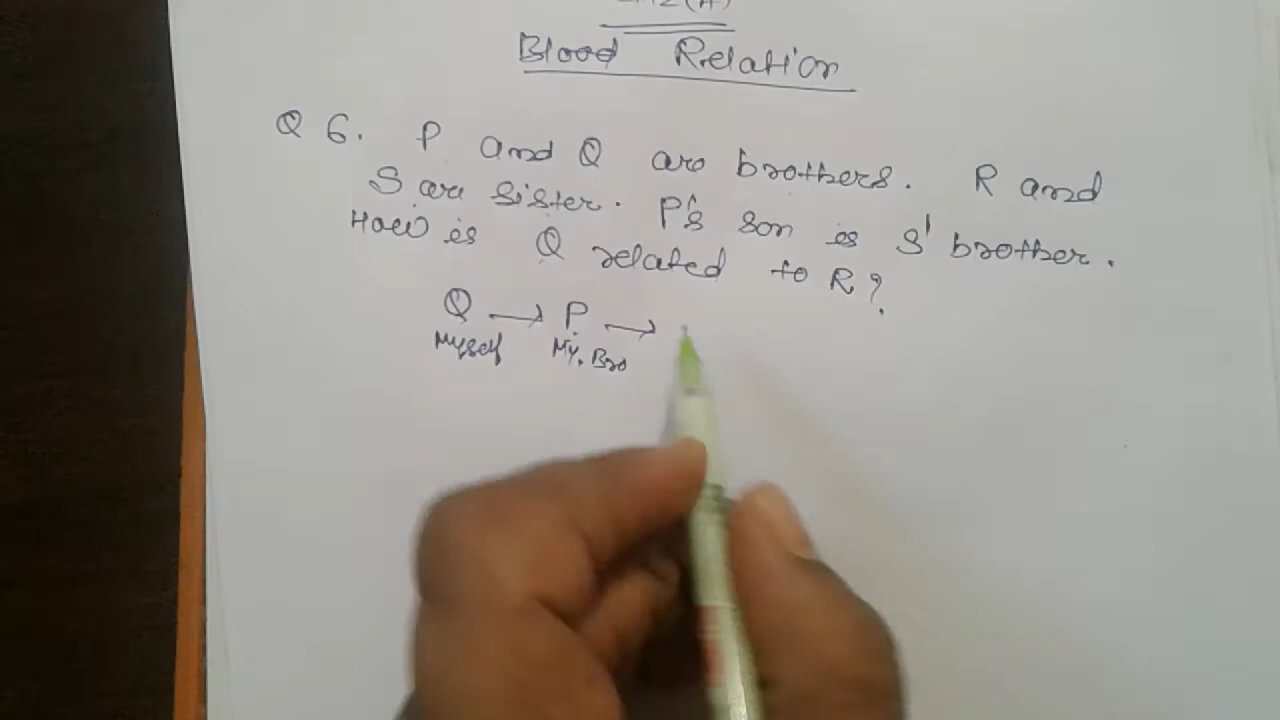 Blood Relation
Q 6. P and Q are brothers. R and
S are sister. P's son is S' brother.
How is Q related to R?
Q → P →
Myself My. Bro